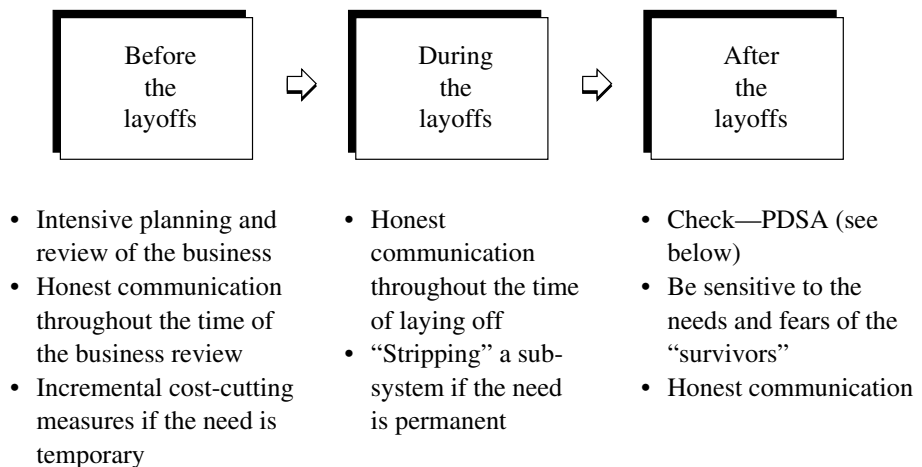 Before
the
layoffs
During
the
layoffs
After
the
layoffs
• Intensive planning and
review of the business
• Honest communication
throughout the time of
the business review
• Incremental cost-cutting
measures if the need is
temporary
• Honest
communication
throughout the time
of laying off
• “Stripping” a sub-
system if the need
is permanent
• Check—PDSA (see
below)
• Be sensitive to the
needs and fears of the
“survivors”
• Honest communication